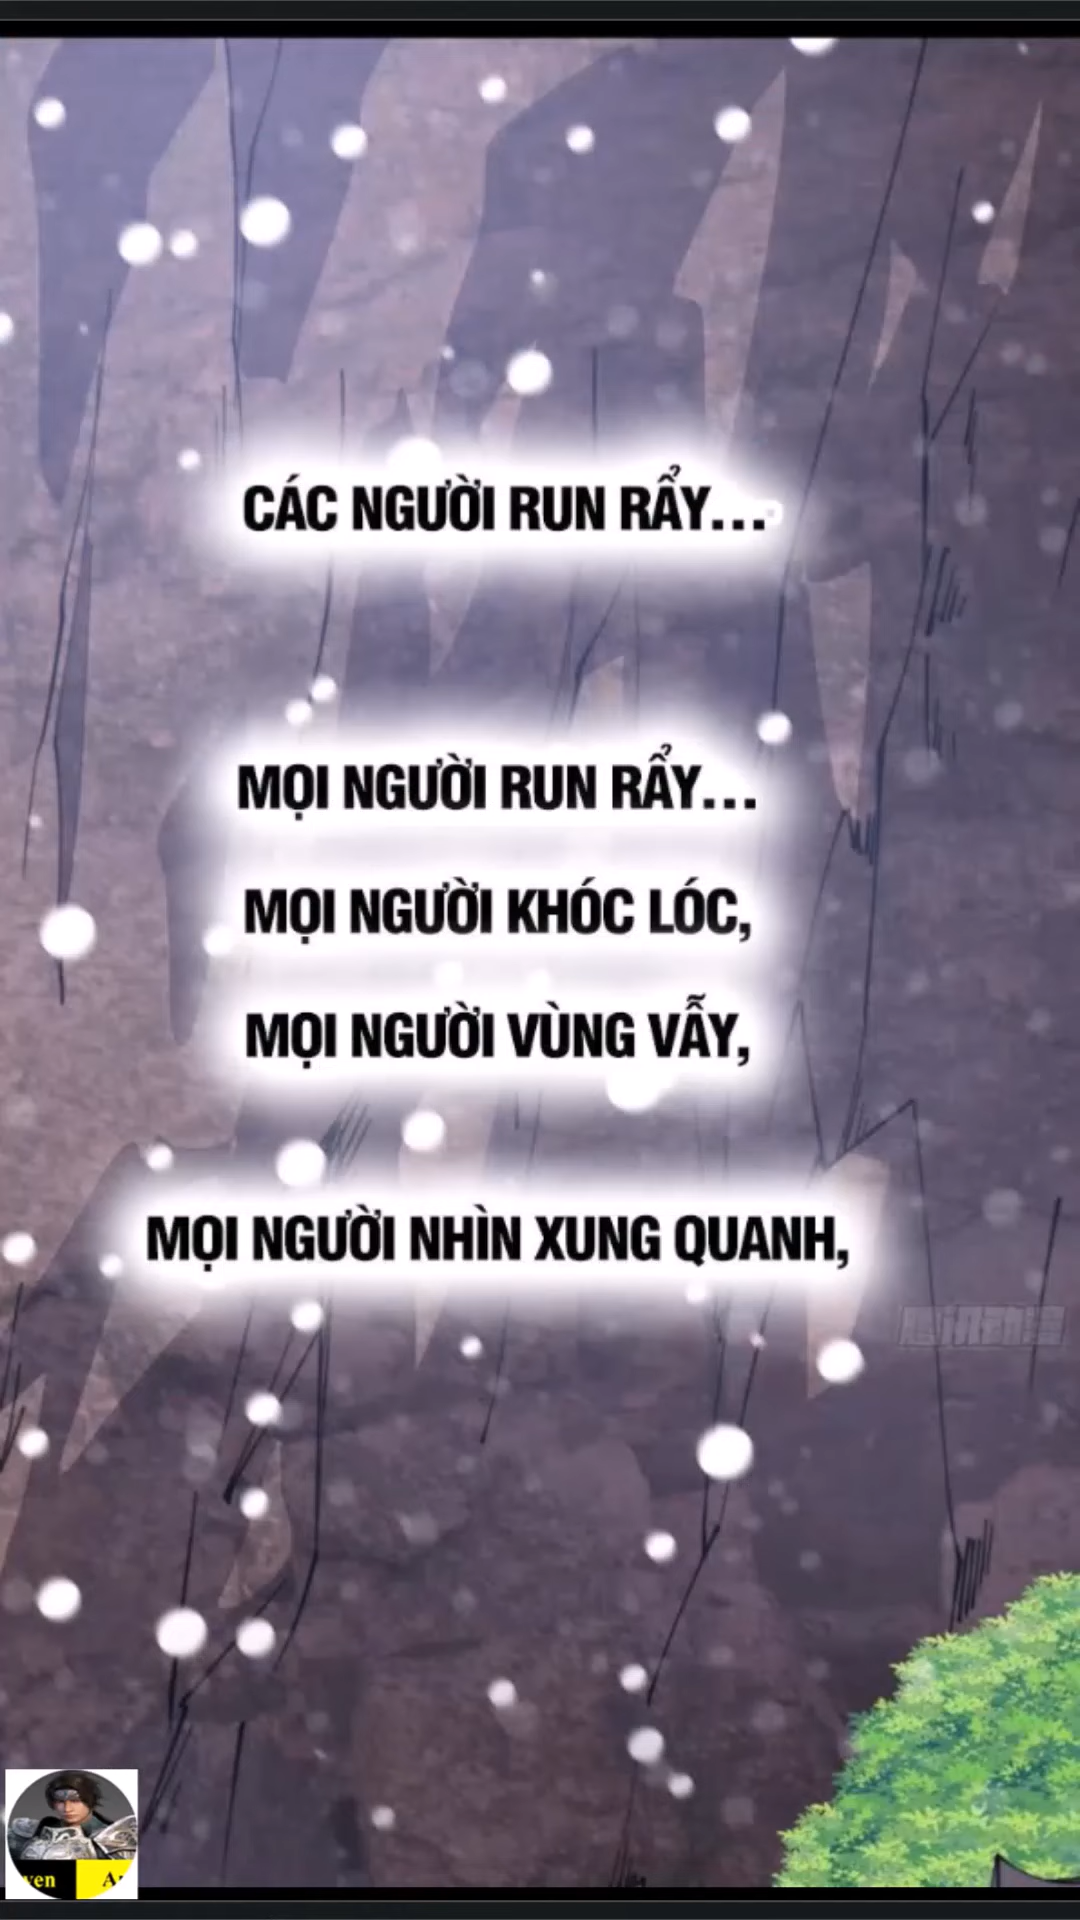 CÁC NGƯỜI RUN RẨY...
MỌI NGƯỜI RUN RẨY...
MỌI NGƯỜI KHÓC LÓC,
MỌI NGƯỜI VÙNG VẪY,
MỌI NGƯỜI NHÌN XUNG QUANH,